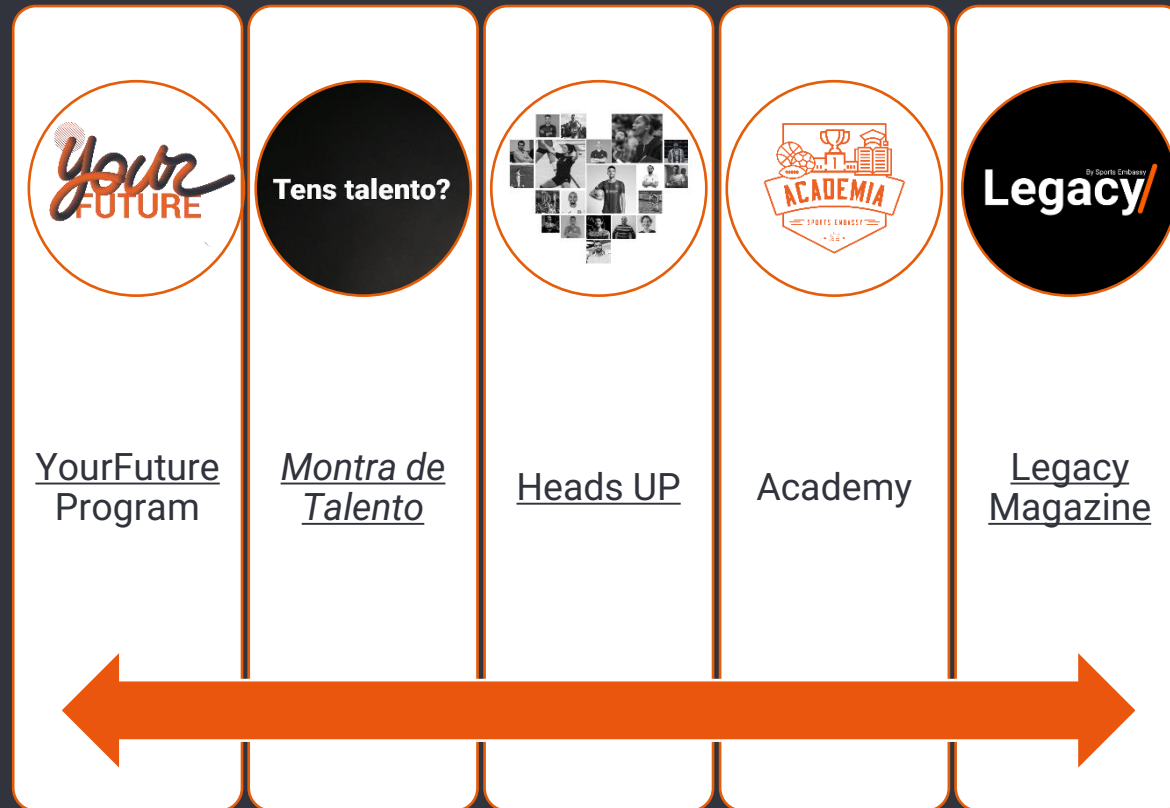 Your
FUTURE
Tens talento?
ACADEMIA
SPORTS EMBASSY
By Sports Embassy
Legacy/
YourFuture
Program
Montra de
Talento
Heads UP
Academy
Legacy
Magazine